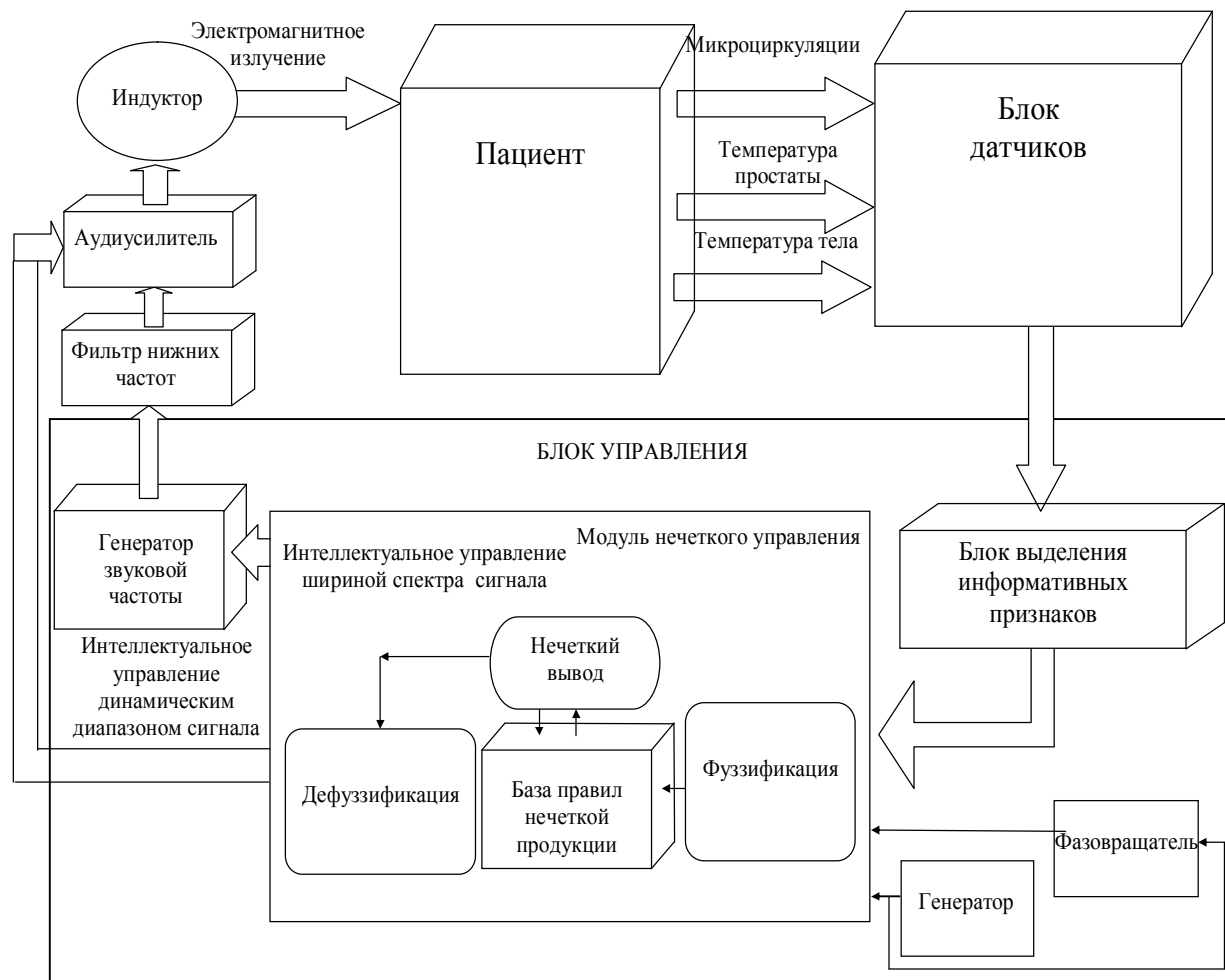 Электромагнитное
излучение
Индуктор
Пациент
Микроциркуляции
Температура
простаты
Температура тела
Блок
датчиков
Аудиусилитель
Фильтр нижних
частот
БЛОК УПРАВЛЕНИЯ
Генератор
звуковой
частоты
Интеллектуальное управление
шириной спектра сигнала
Модуль нечеткого управления
Блок выделения
информативных
признаков
Интеллектуальное
управление
динамическим
диапазоном сигнала
Нечеткий
вывод
Дефуззификация
База правил
нечеткой
продукции
Фуззификация
Фазовращатель
Генератор